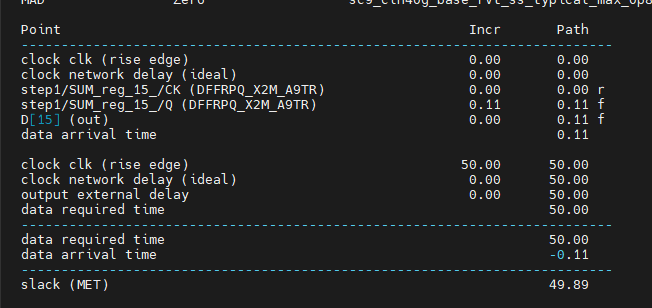 MAD Zero
Point Incr Path
--------------------------------------------------------------------------
clock clk (rise edge) 0.00 0.00
clock network delay (ideal) 0.00 0.00
step1/SUM_reg_15_/CK (DFFRPQ_X2M_A9TR) 0.00 0.00 r
step1/SUM_reg_15_/Q (DFFRPQ_X2M_A9TR) 0.11 0.11 f
D[15] (out) 0.00 0.11 f
data arrival time 0.11
clock clk (rise edge) 50.00 50.00
clock network delay (ideal) 0.00 50.00
output external delay 0.00 50.00
data required time 50.00
--------------------------------------------------------------------------
data required time 50.00
data arrival time -0.11
--------------------------------------------------------------------------
slack (MET) 49.89